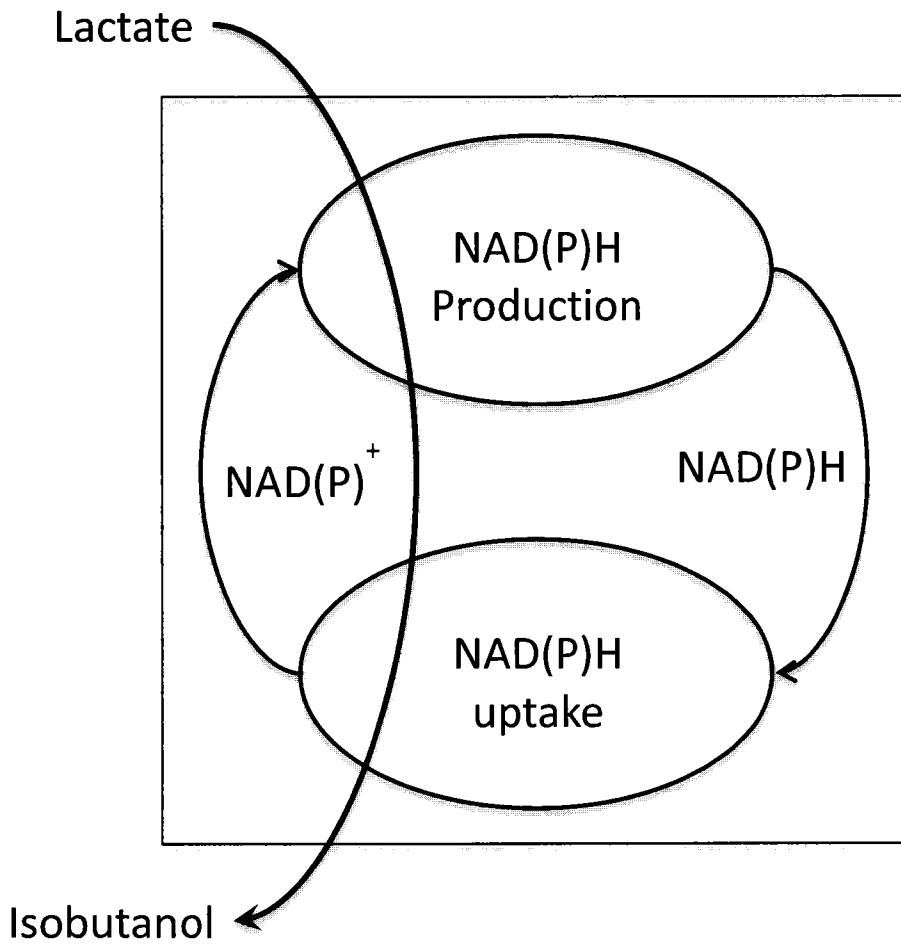 Lactate
NAD(P)H
Production
NAD(P)+
NAD(P)H
NAD(P)H
uptake
Isobutanol